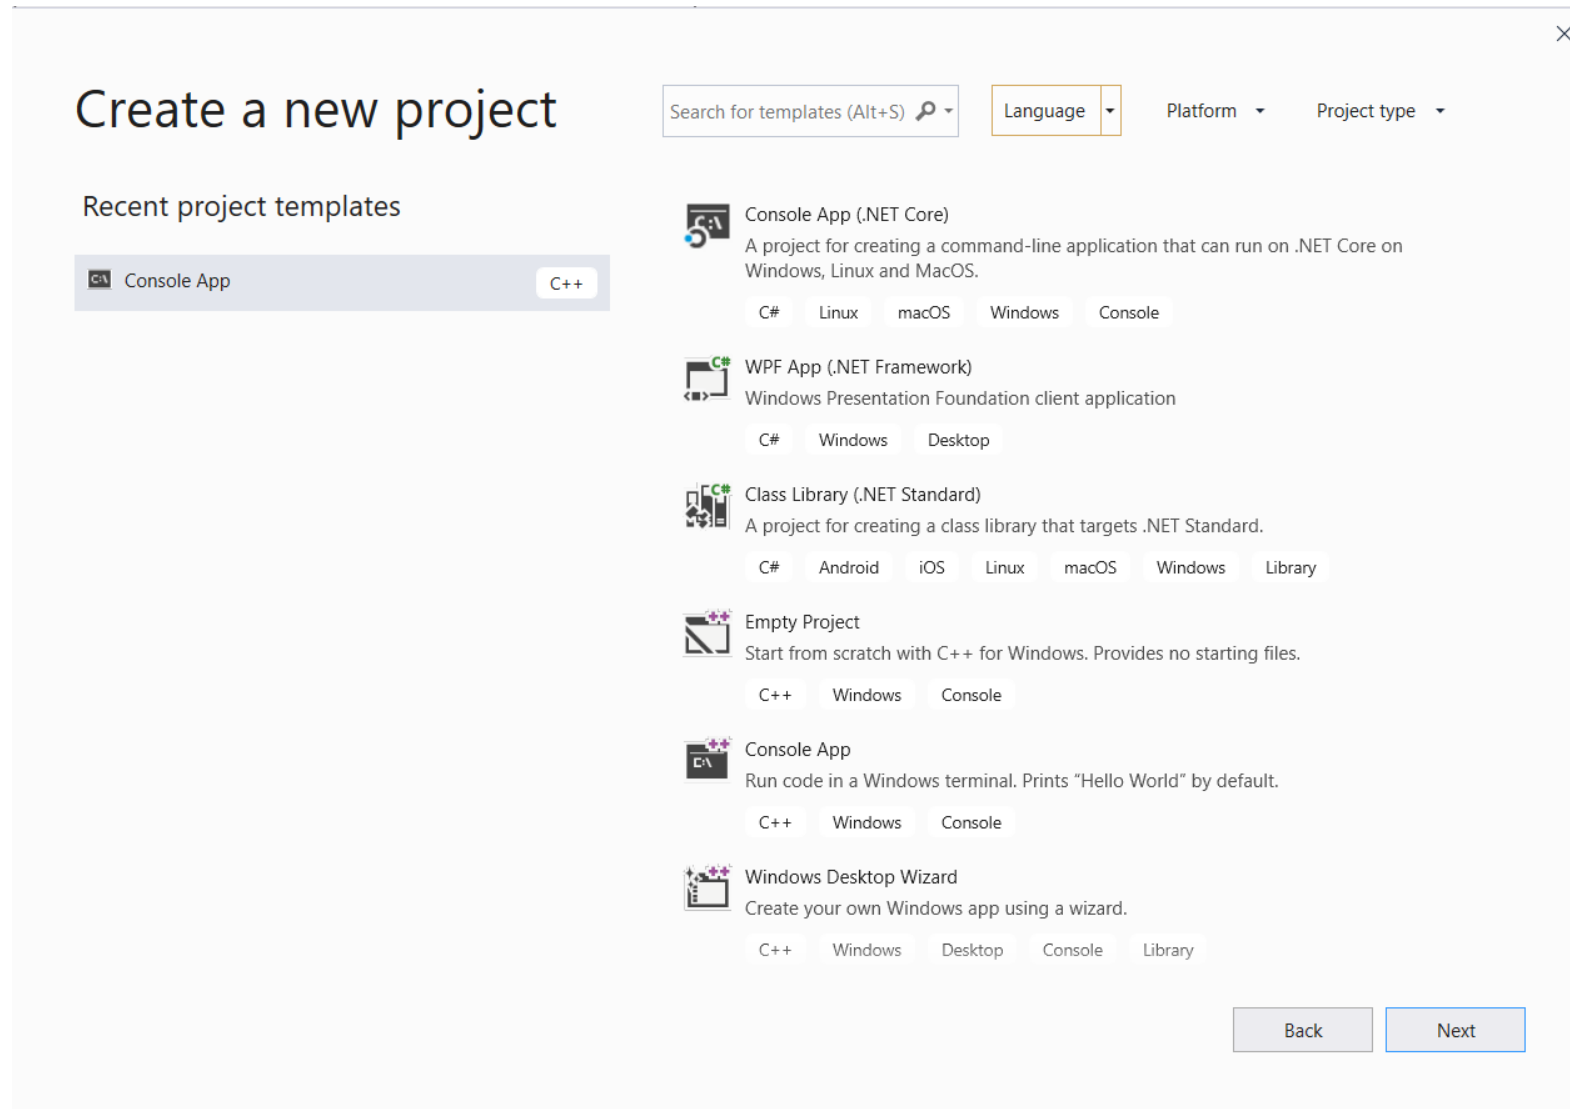 Create a new project
Search for templates (Alt+S)
Language
Platform
Project type
Recent project templates
Console App
C++
Console App (.NET Core)
A project for creating a command-line application that can run on .NET Core on
Windows, Linux and MacOS.
C# Linux macOS Windows Console
WPF App (.NET Framework)
Windows Presentation Foundation client application
C# Windows Desktop
Class Library (.NET Standard)
A project for creating a class library that targets .NET Standard.
C# Android iOS Linux macOS Windows Library
Empty Project
Start from scratch with C++ for Windows. Provides no starting files.
C++ Windows Console
Console App
Run code in a Windows terminal. Prints “Hello World” by default.
C++ Windows Console
Windows Desktop Wizard
Create your own Windows app using a wizard.
C++ Windows Desktop Console Library
Back
Next